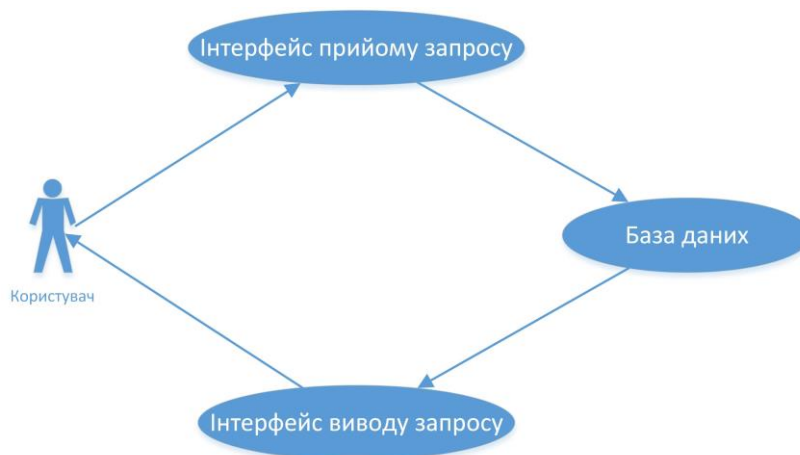 Інтерфейс прийому запросу
База даних
Користувач
Інтерфейс виводу запросу